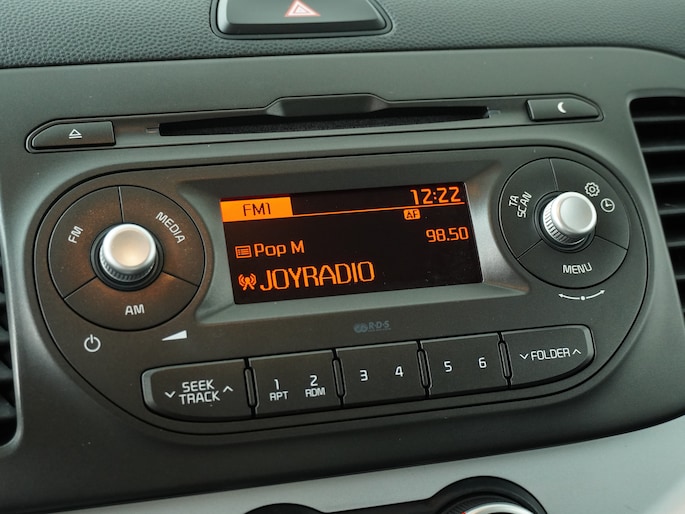 FM1
12:22
AF
Pop M
98.50
JOYRADIO
FM
MEDIA
AM
TA
SCAN
MENU
R·D·S
SEEK
TRACK
1
RPT
2
RDM
3
4
5
6
FOLDER